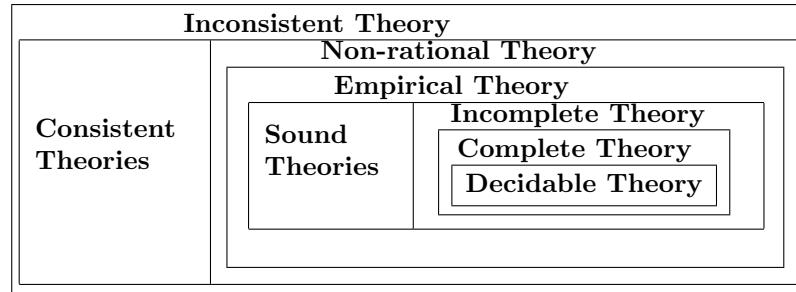 Inconsistent Theory
Non-rational Theory
Empirical Theory
Consistent
Theories
Sound
Theories
Incomplete Theory
Complete Theory
Decidable Theory